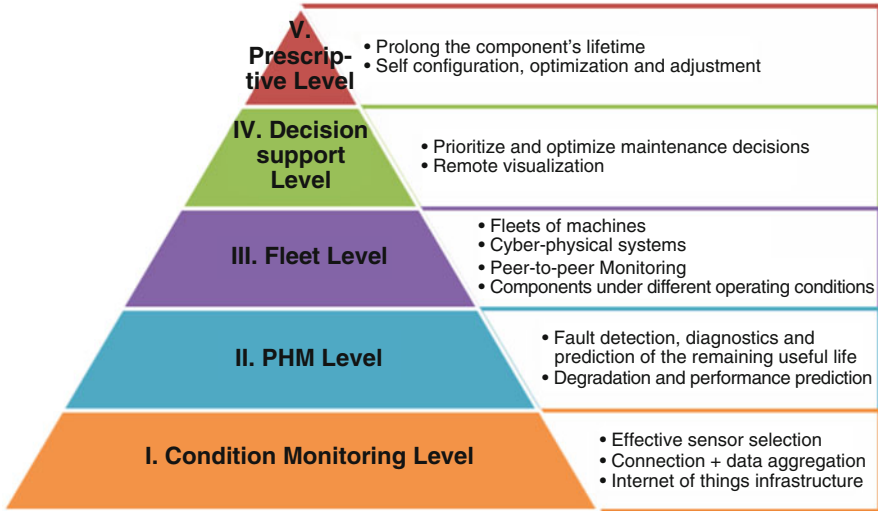 V.
Prescrip-
tive Level
• Prolong the component's lifetime
• Self configuration, optimization and adjustment
IV. Decision
support
Level
• Prioritize and optimize maintenance decisions
• Remote visualization
III. Fleet Level
• Fleets of machines
• Cyber-physical systems
• Peer-to-peer Monitoring
• Components under different operating conditions
II. PHM Level
• Fault detection, diagnostics and
prediction of the remaining useful life
• Degradation and performance prediction
I. Condition Monitoring Level
• Effective sensor selection
• Connection + data aggregation
• Internet of things infrastructure